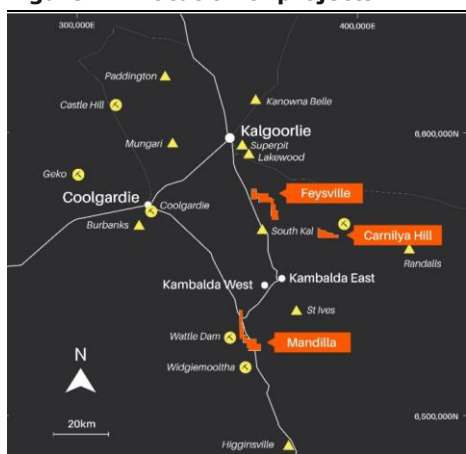 Figure Location of projects
300,000E
400,000E
Paddington
Castle Hill
Kanowna Belle
Kalgoorlie
6,600,000N
Mungari
Superpit
Lakewood
Geko
Feysville
Coolgardie
Coolgardie
Burbanks
South Kal
Carnilya Hill
Randalls
Kambalda East
Kambalda West
St Ives
Wattle Dam
Mandilla
N
Widgiemooltha
6,500,000N
20km
Higginsville